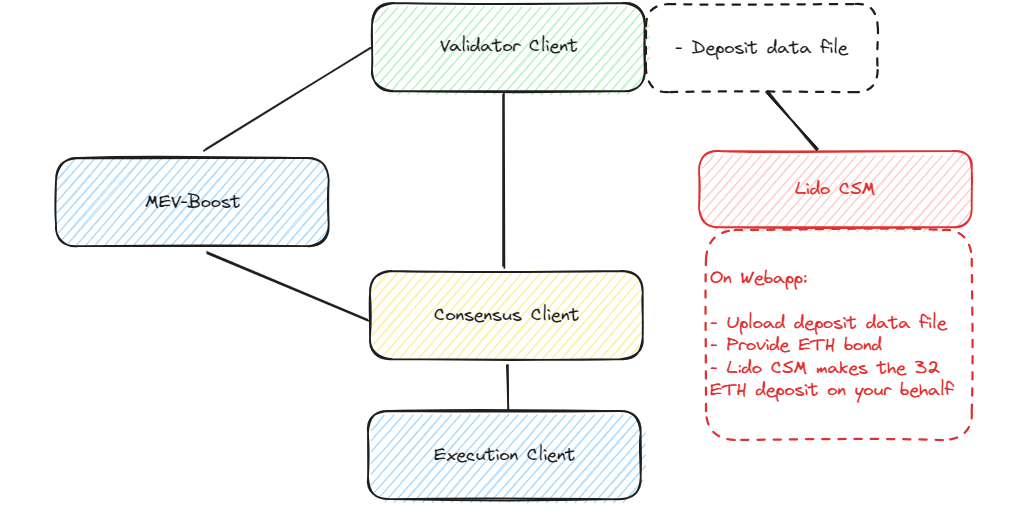 Validator Client
- Deposit data file
MEV-Boost
Lido CSM
On Webapp:
- Upload deposit data file
- Provide ETH bond
- Lido CSM makes the 32
ETH deposit on your behalf
Consensus Client
Execution Client